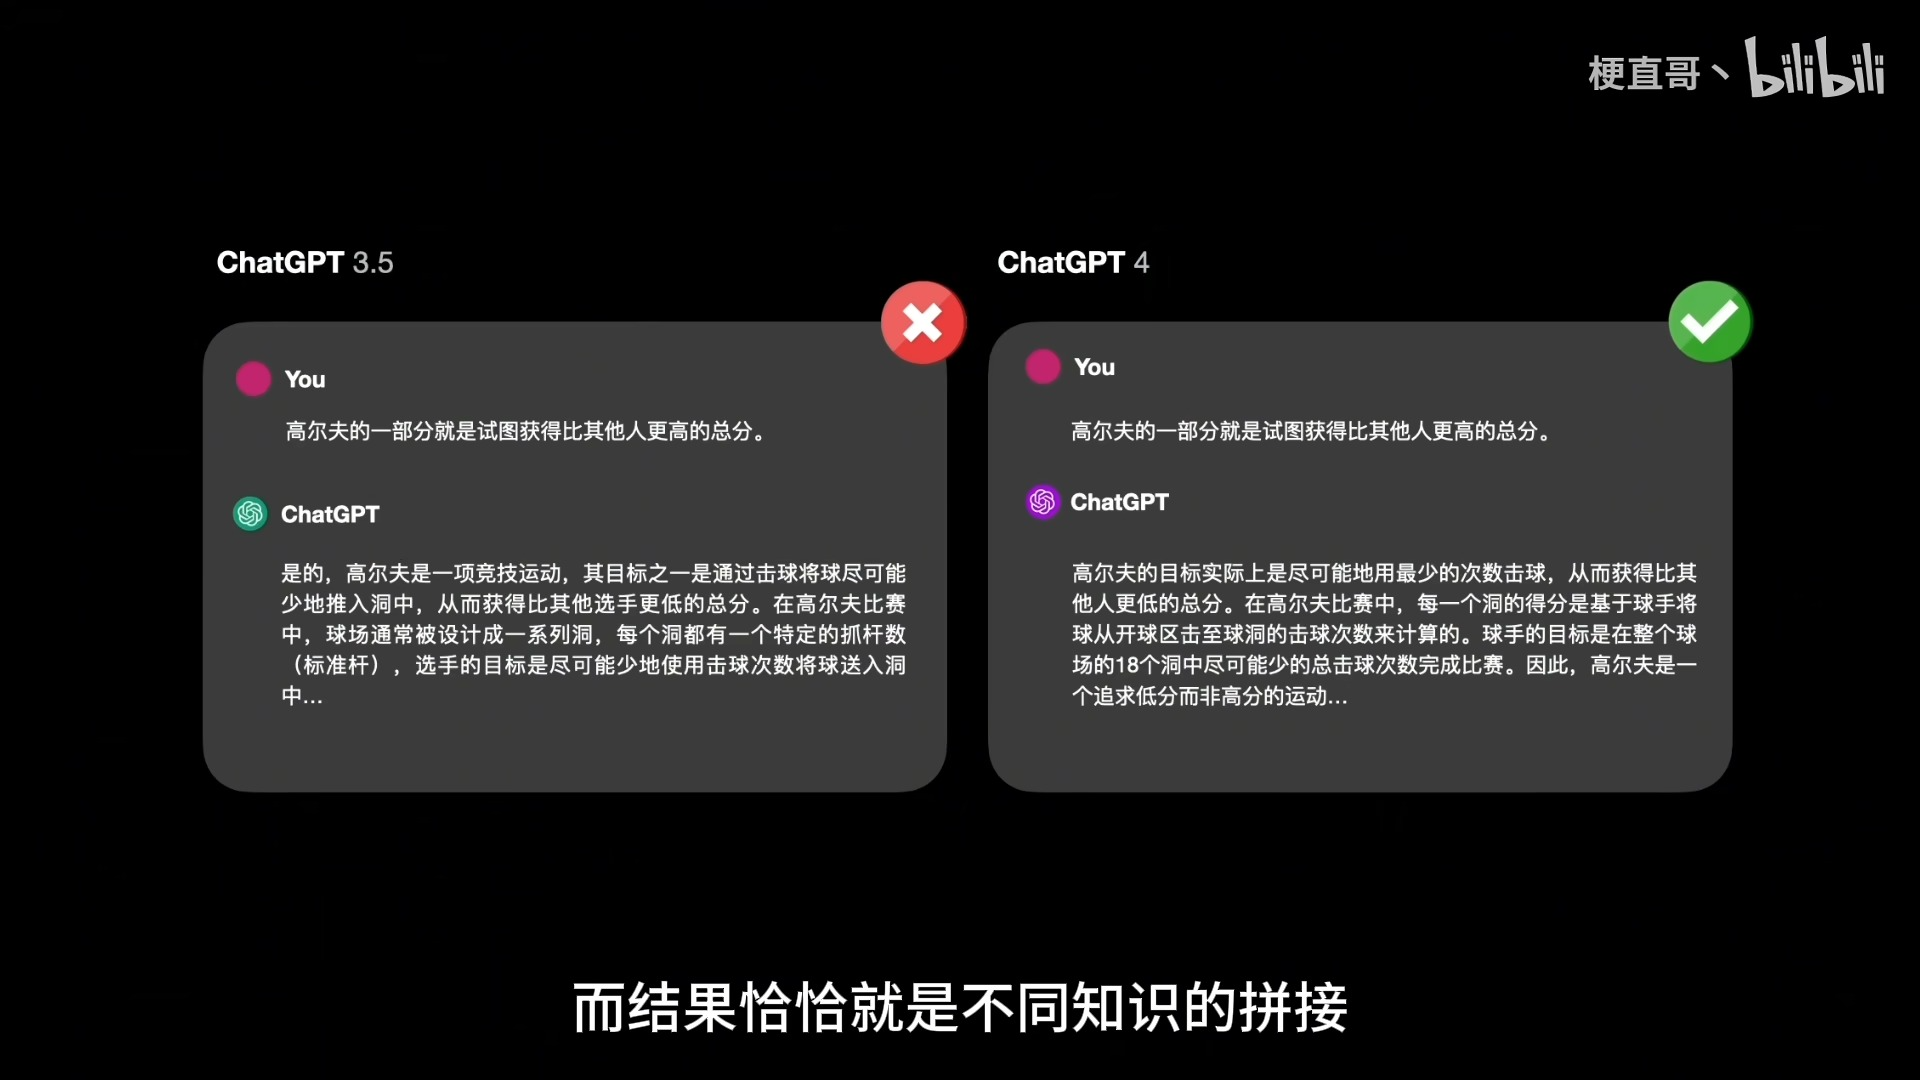 梗直哥丶 bilibili
ChatGPT 3.5
You
高尔夫的一部分就是试图获得比其他人更高的总分。
ChatGPT
是的，高尔夫是一项竞技运动，其目标之一是通过击球将球尽可能
少地推入洞中，从而获得比其他选手更低的总分。在高尔夫比赛
中，球场通常被设计成一系列洞，每个洞都有一个特定的抓杆数
（标准杆），选手的目标是尽可能少地使用击球次数将球送入洞
中...
ChatGPT 4
You
高尔夫的一部分就是试图获得比其他人更高的总分。
ChatGPT
高尔夫的目标实际上是尽可能地用最少的次数击球，从而获得比其
他人更低的总分。在高尔夫比赛中，每一个洞的得分是基于球手将
球从开球区击至球洞的击球次数来计算的。球手的目标是在整个球
场的18个洞中尽可能少的总击球次数完成比赛。因此，高尔夫是一
个追求低分而非高分的运动...
而结果恰恰就是不同知识的拼接